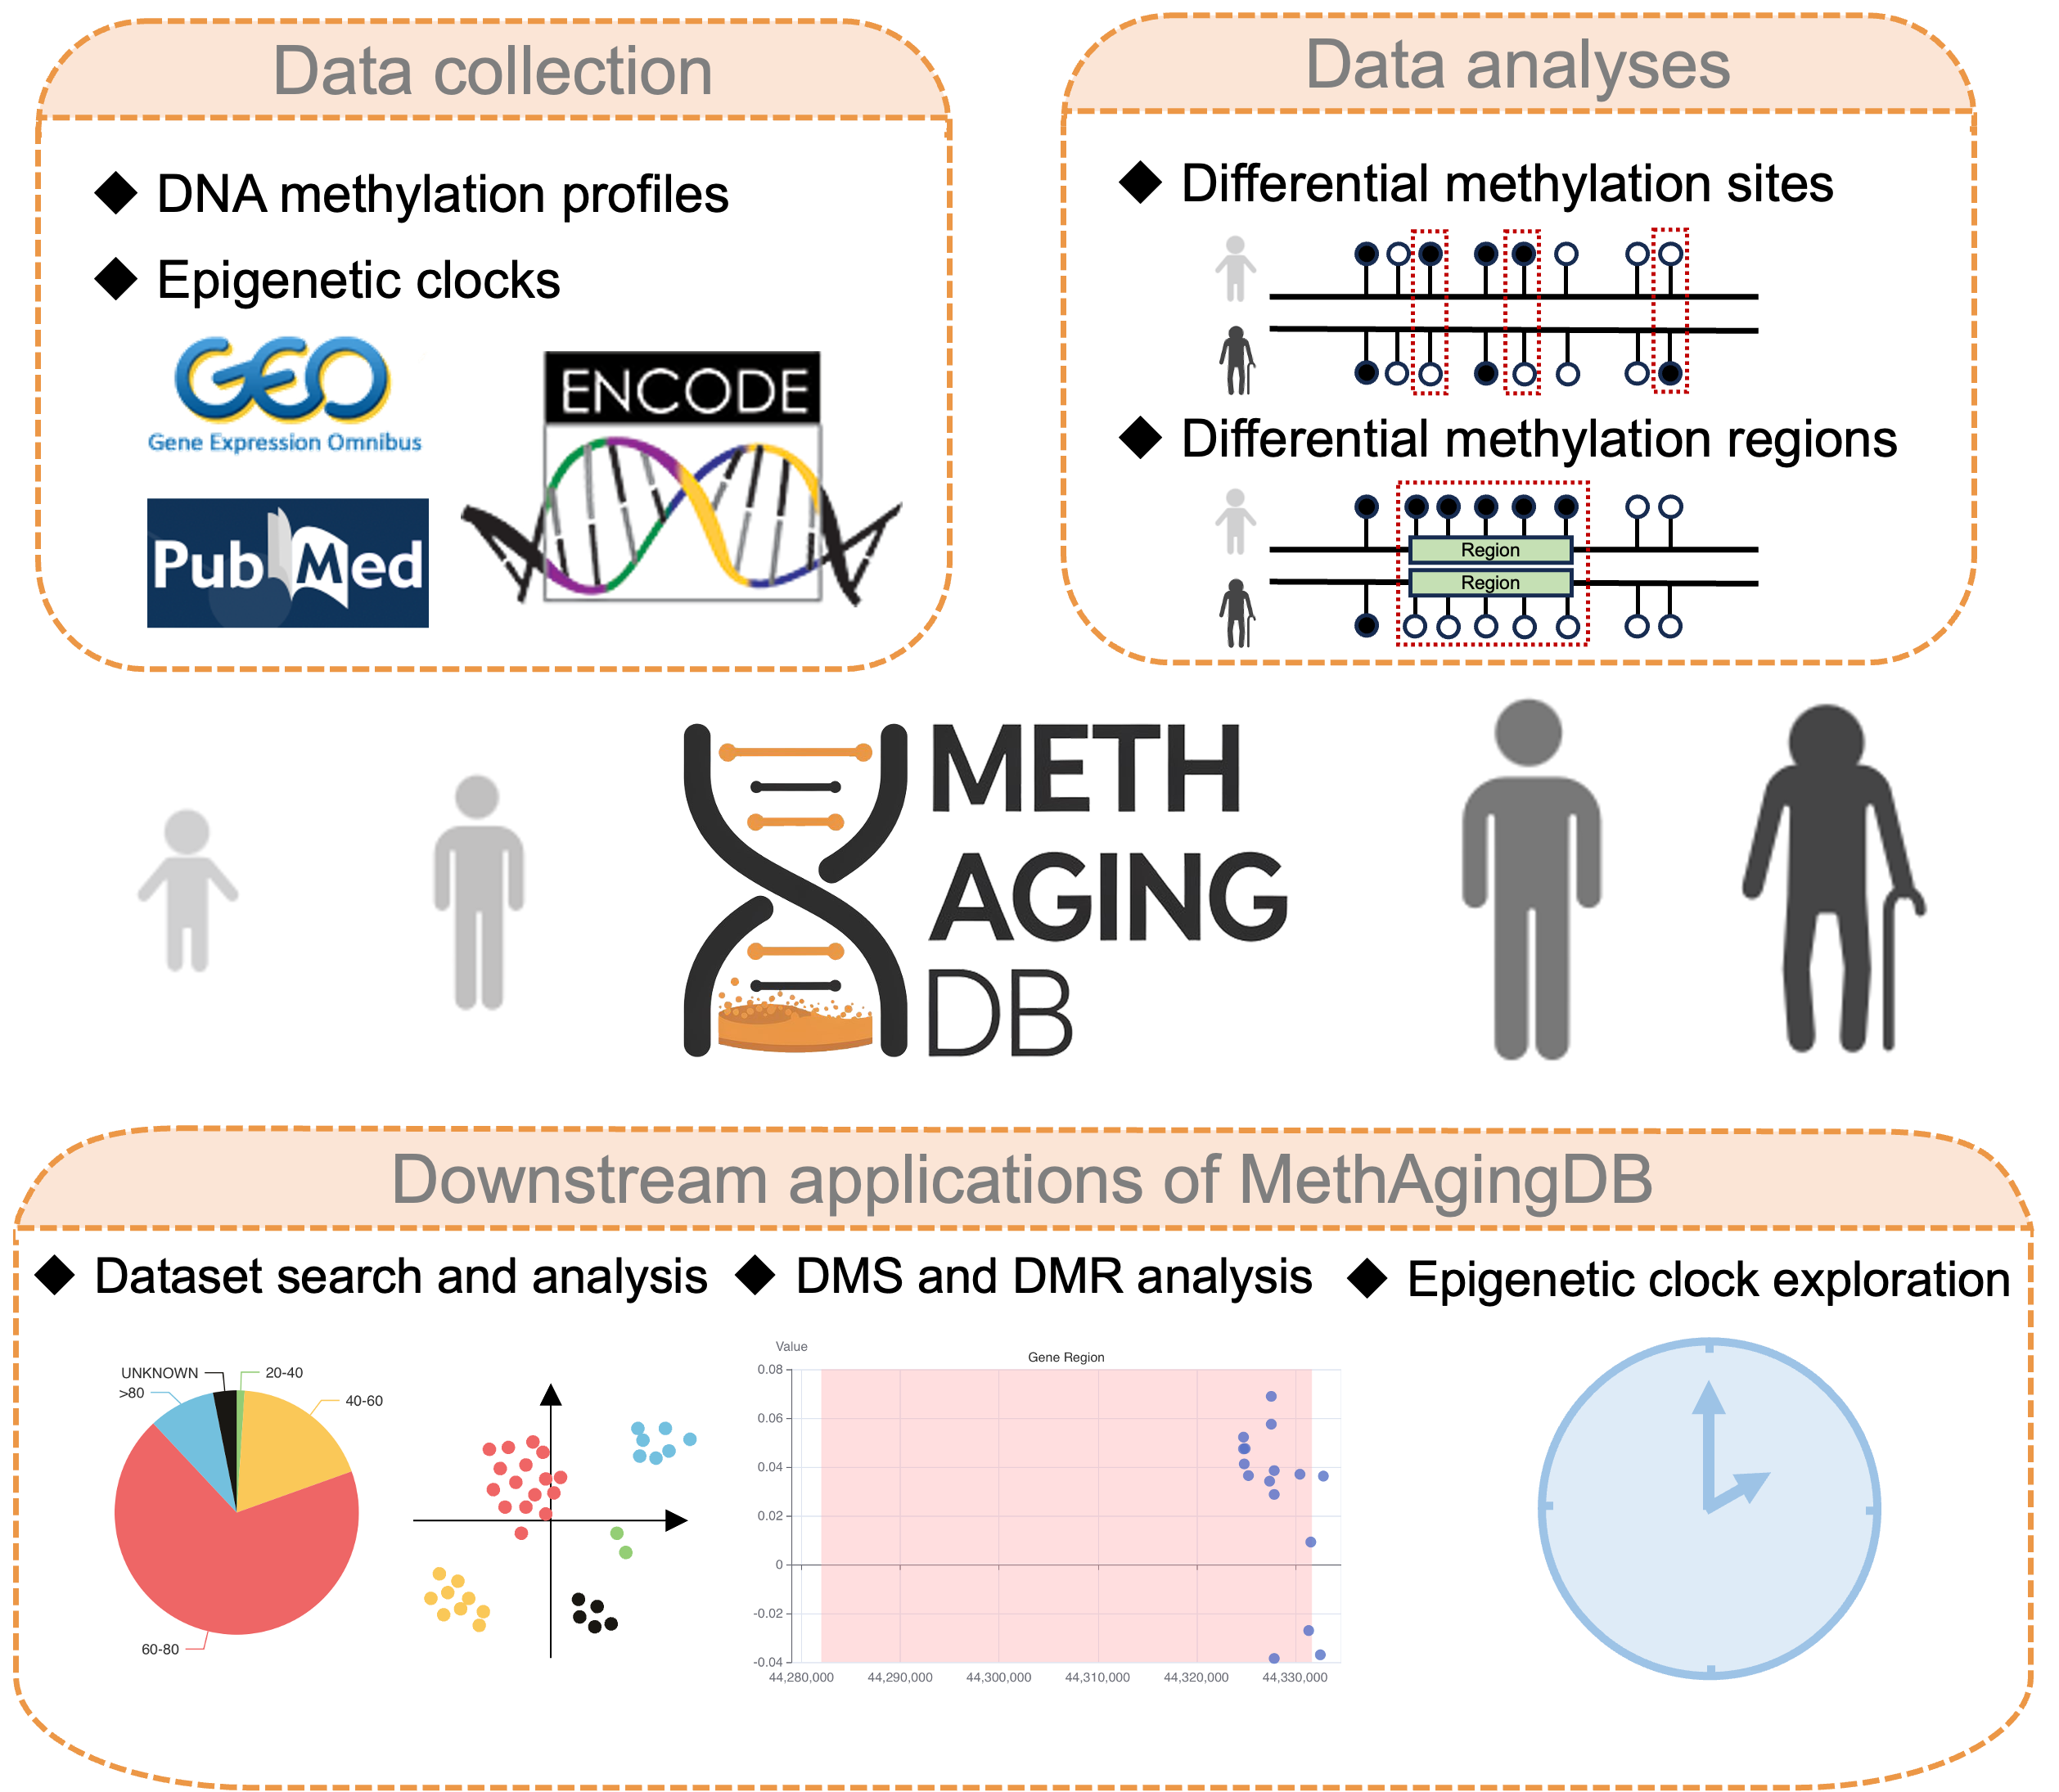 Data collection
DNA methylation profiles
Epigenetic clocks
GEO
Gene Expression Omnibus
ENCODE
PubMed
Data analyses
Differential methylation sites
Differential methylation regions
Region
Region
METH
AGING
DB
Downstream applications of MethAgingDB
Dataset search and analysis
DMS and DMR analysis
Epigenetic clock exploration
UNKNOWN
20-40
>80
40-60
60-80
Value
Gene Region
0.08
0.06
0.04
0.02
0
-0.02
-0.04
44,280,000 44,290,000 44,300,000 44,310,000 44,320,000 44,330,000